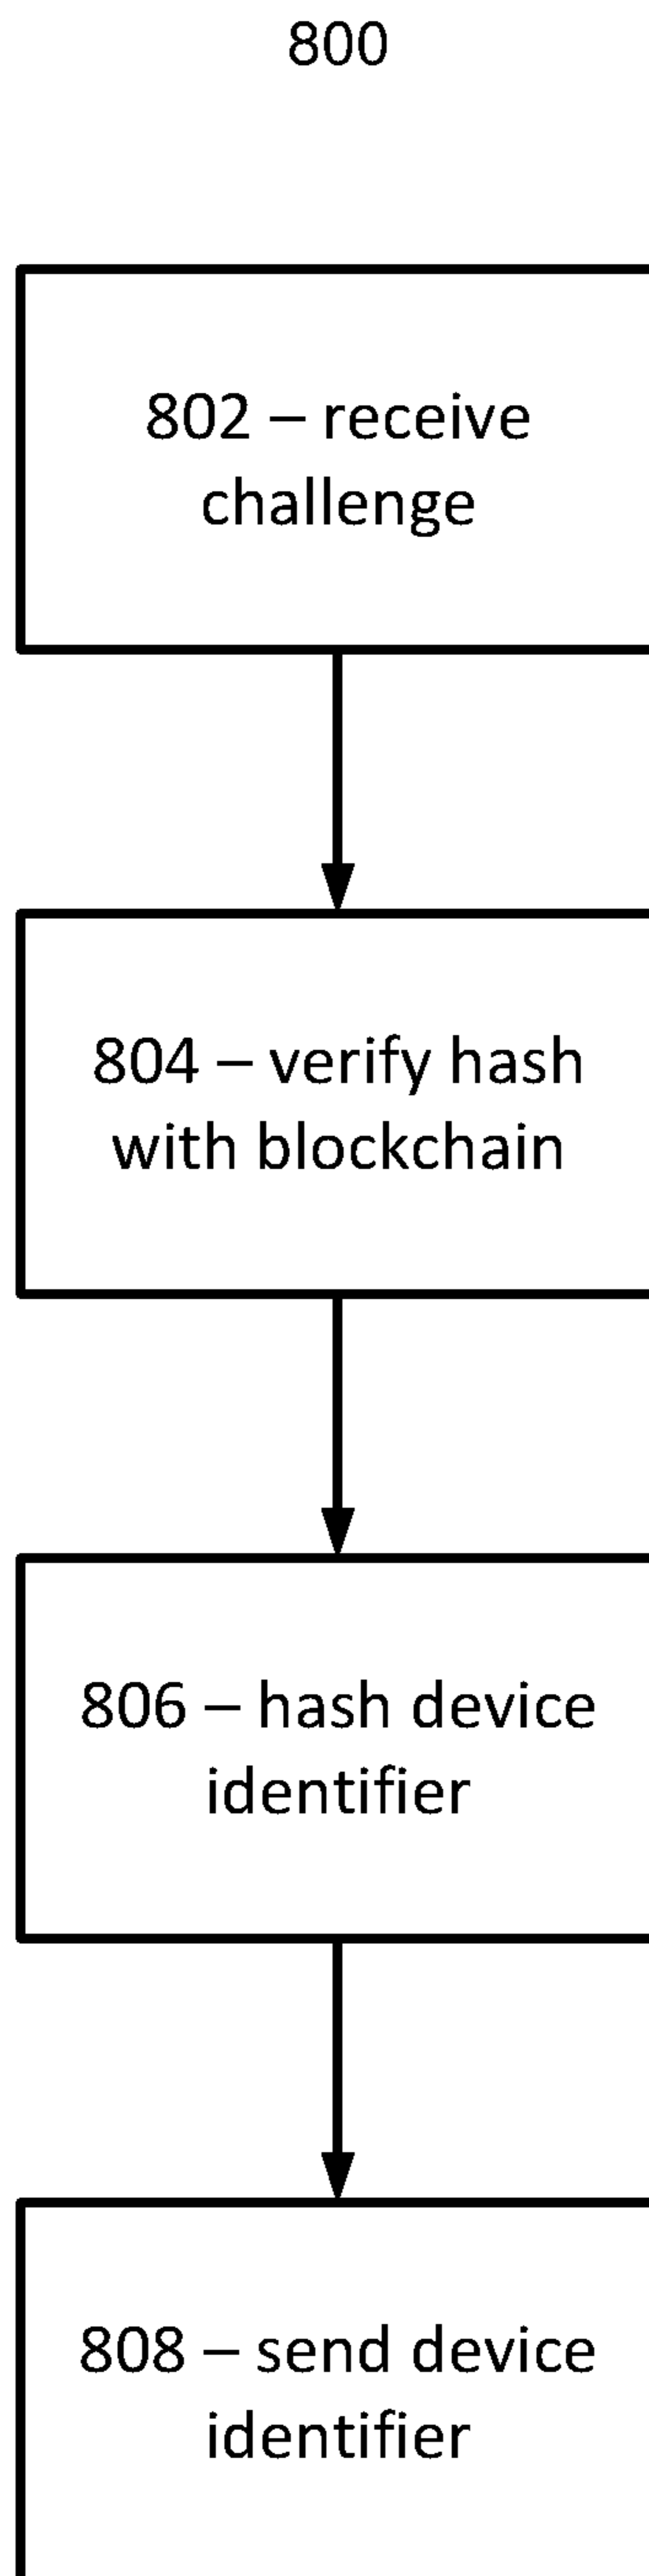 800
802 – receive
challenge
804 – verify hash
with blockchain
806 – hash device
identifier
808 – send device
identifier